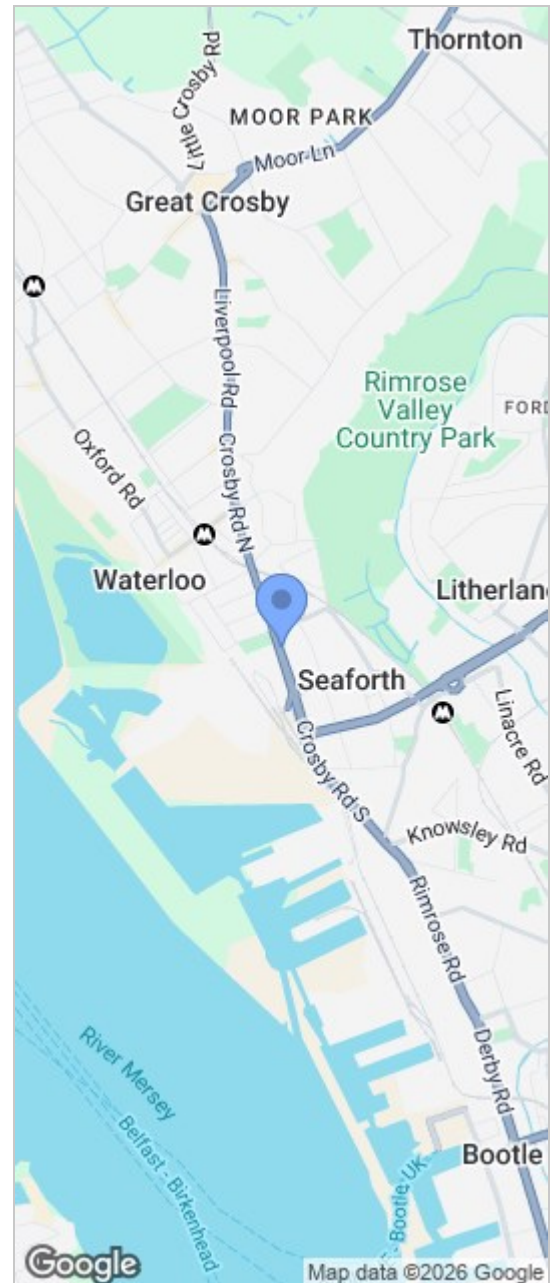 Thornton
Little Crosby Rd
MOOR PARK
Moor Ln
Great Crosby
Liverpool Rd
Rimrose
Valley
Country Park
FORD
Oxford Rd
Crosby Rd N
Waterloo
Litherlan
Seaforth
Linacre Rd
Crosby Rd S
Knowsley Rd
Rimrose Rd
River Mersey
Derby Rd
Belfast - Birkenhead
Bootle
- Bootle, UK
Google
Map data ©2026 Google